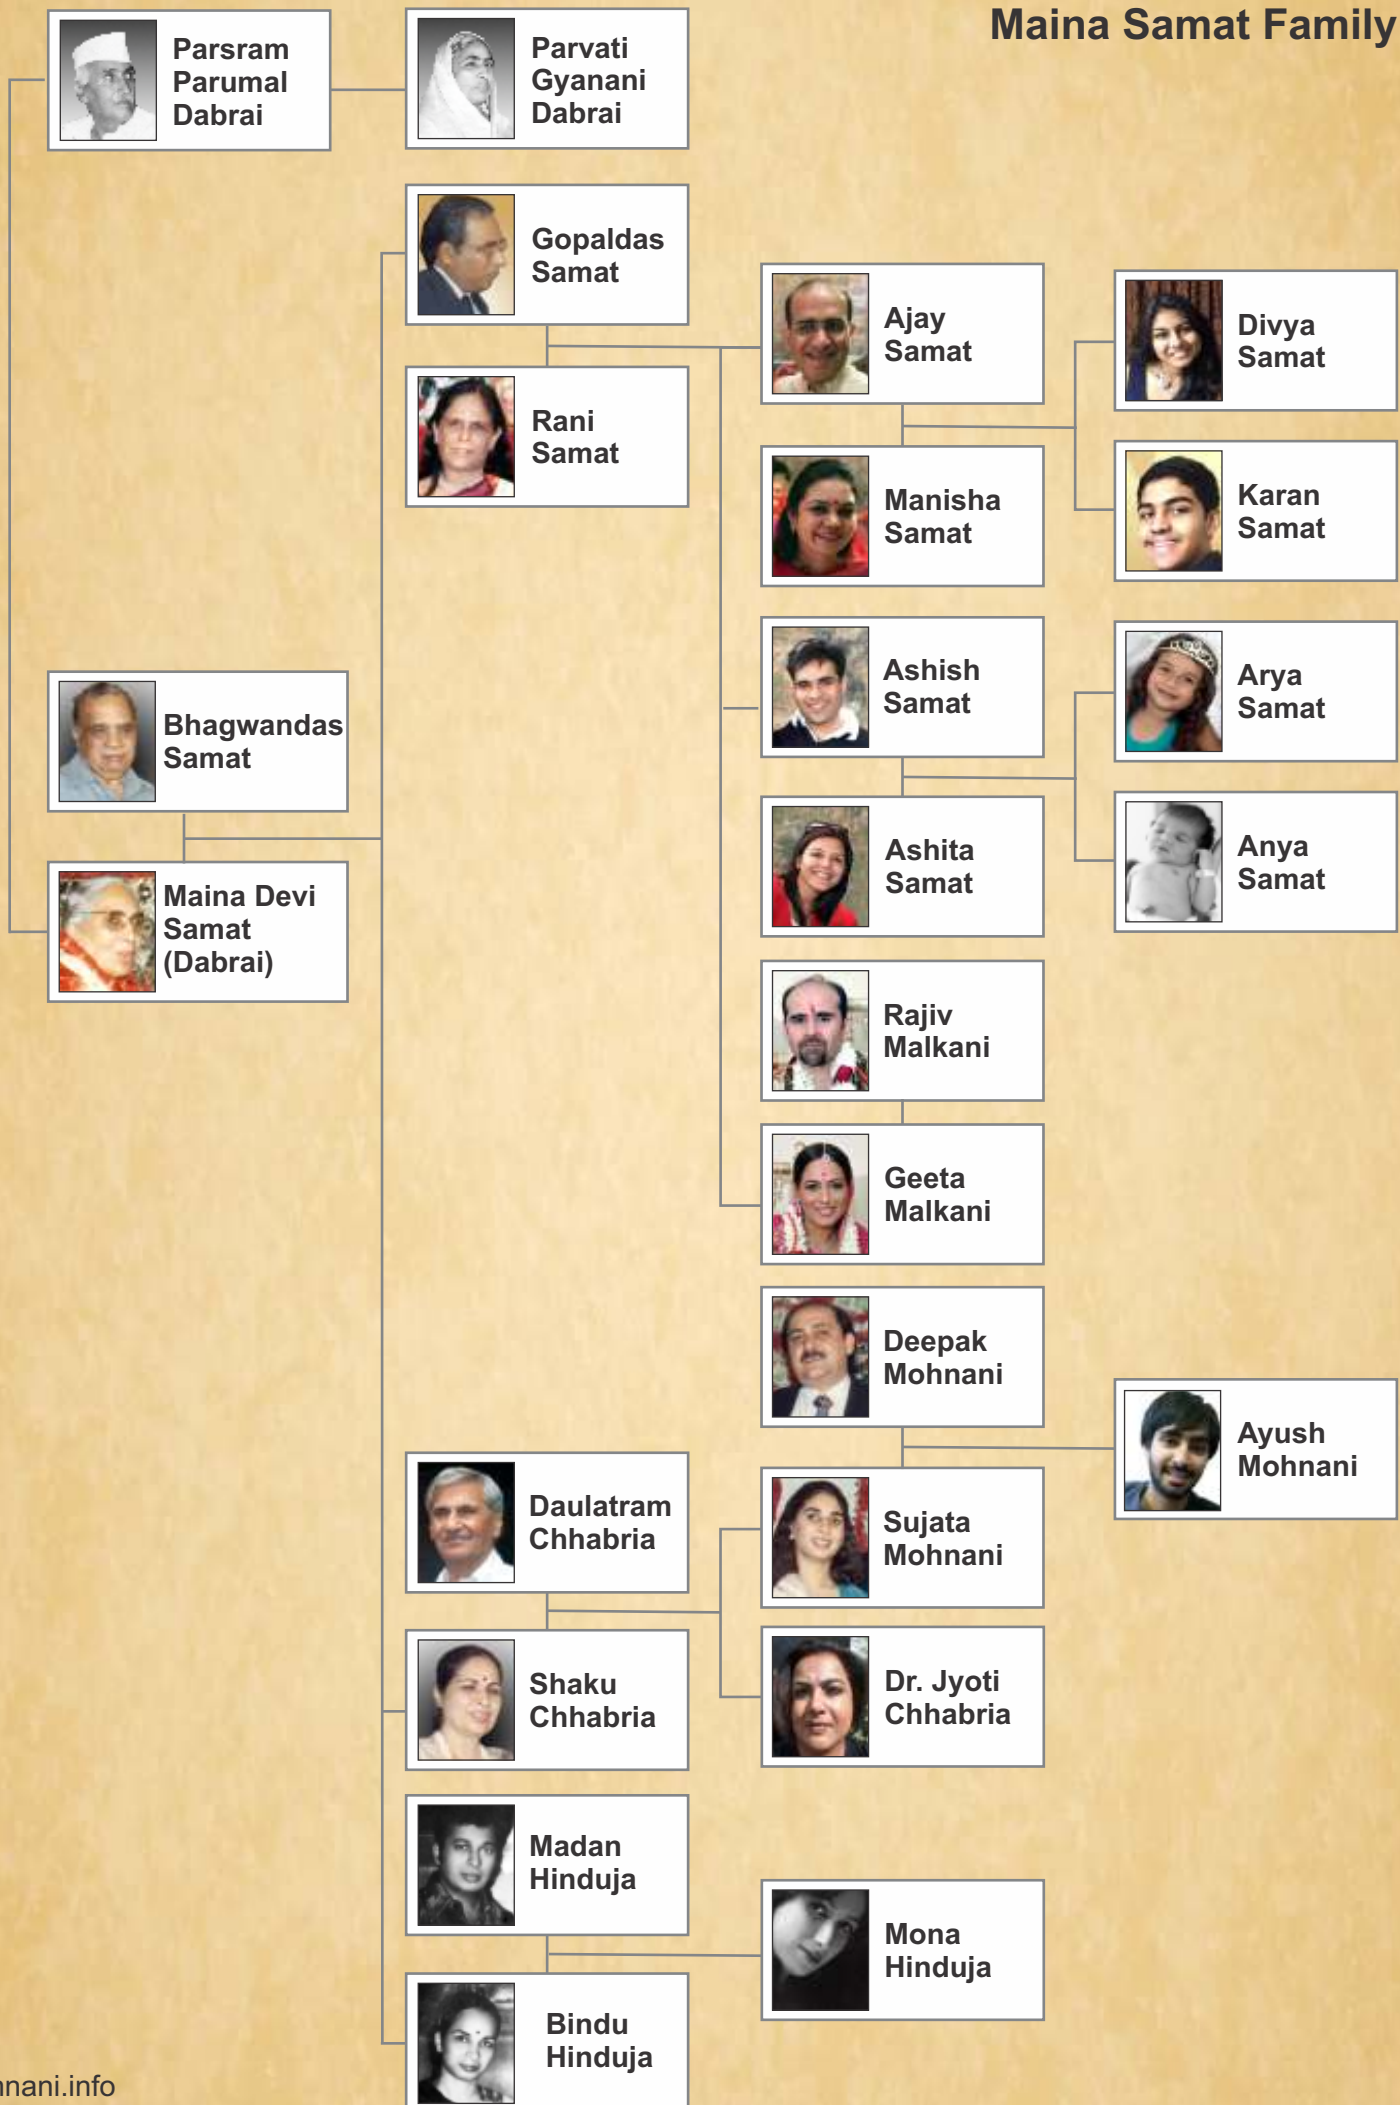 Maina Samat Family
Parsram
Parumal
Dabrai
Parvati
Gyanani
Dabrai
Gopaldas
Samat
Rani
Samat
Ajay
Samat
Manisha
Samat
Divya
Samat
Karan
Samat
Ashish
Samat
Ashita
Samat
Arya
Samat
Anya
Samat
Bhagwandas
Samat
Maina Devi
Samat
(Dabrai)
Rajiv
Malkani
Geeta
Malkani
Deepak
Mohnani
Sujata
Mohnani
Ayush
Mohnani
Daulatram
Chhabria
Shaku
Chhabria
Dr. Jyoti
Chhabria
Madan
Hinduja
Bindu
Hinduja
Mona
Hinduja